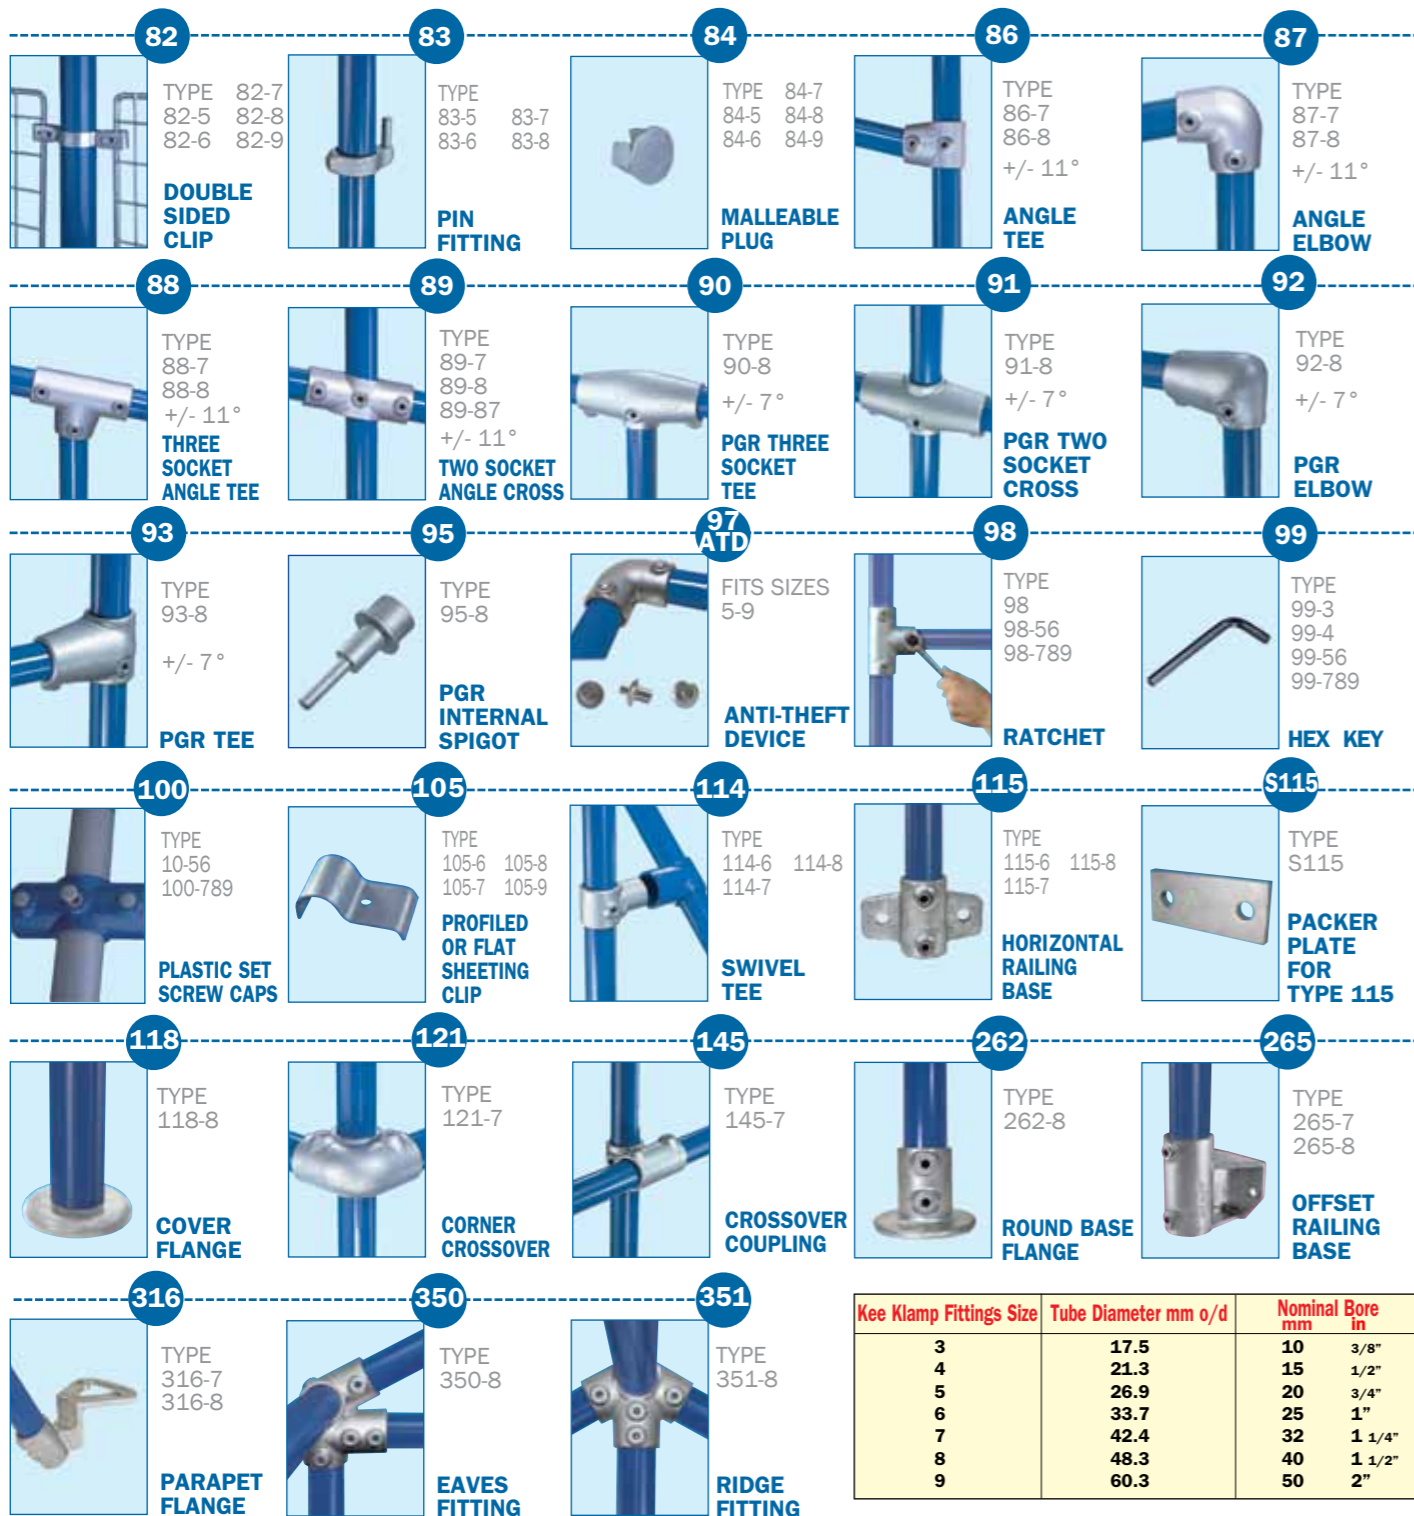 82
TYPE 82-7
82-5 82-8
82-6 82-9
DOUBLE
SIDED
CLIP
83
TYPE
83-5 83-7
83-6 83-8
PIN
FITTING
84
TYPE 84-7
84-5 84-8
84-6 84-9
MALLEABLE
PLUG
86
TYPE
86-7
86-8
+/- 11°
ANGLE
TEE
87
TYPE
87-7
87-8
+/- 11°
ANGLE
ELBOW
88
TYPE
88-7
88-8
+/- 11°
THREE
SOCKET
ANGLE TEE
89
TYPE
89-7
89-8
89-87
+/- 11°
TWO SOCKET
ANGLE CROSS
90
TYPE
90-8
+/- 7°
PGR THREE
SOCKET
TEE
91
TYPE
91-8
+/- 7°
PGR TWO
SOCKET
CROSS
92
TYPE
92-8
+/- 7°
PGR
ELBOW
93
TYPE
93-8
+/- 7°
PGR TEE
95
TYPE
95-8
PGR
INTERNAL
SPIGOT
97
ATD
FITS SIZES
5-9
ANTI-THEFT
DEVICE
98
TYPE
98
98-56
98-789
RATCHET
99
TYPE
99-3
99-4
99-56
99-789
HEX KEY
100
TYPE
10-56
100-789
PLASTIC SET
SCREW CAPS
105
TYPE
105-6 105-8
105-7 105-9
PROFILED
OR FLAT
SHEETING
CLIP
114
TYPE
114-6 114-8
114-7
SWIVEL
TEE
115
TYPE
115-6 115-8
115-7
HORIZONTAL
RAILING
BASE
S115
TYPE
S115
PACKER
PLATE
FOR
TYPE 115
118
TYPE
118-8
COVER
FLANGE
121
TYPE
121-7
CORNER
CROSSOVER
145
TYPE
145-7
CROSSOVER
COUPLING
262
TYPE
262-8
ROUND BASE
FLANGE
265
TYPE
265-7
265-8
OFFSET
RAILING
BASE
316
TYPE
316-7
316-8
PARAPET
FLANGE
350
TYPE
350-8
EAVES
FITTING
351
TYPE
351-8
RIDGE
FITTING
Kee Klamp Fittings Size Tube Diameter mm o/d Nominal Bore
mm in
3 17.5 10 3/8”
4 21.3 15 1/2”
5 26.9 20 3/4”
6 33.7 25 1”
7 42.4 32 1 1/4”
8 48.3 40 1 1/2”
9 60.3 50 2”